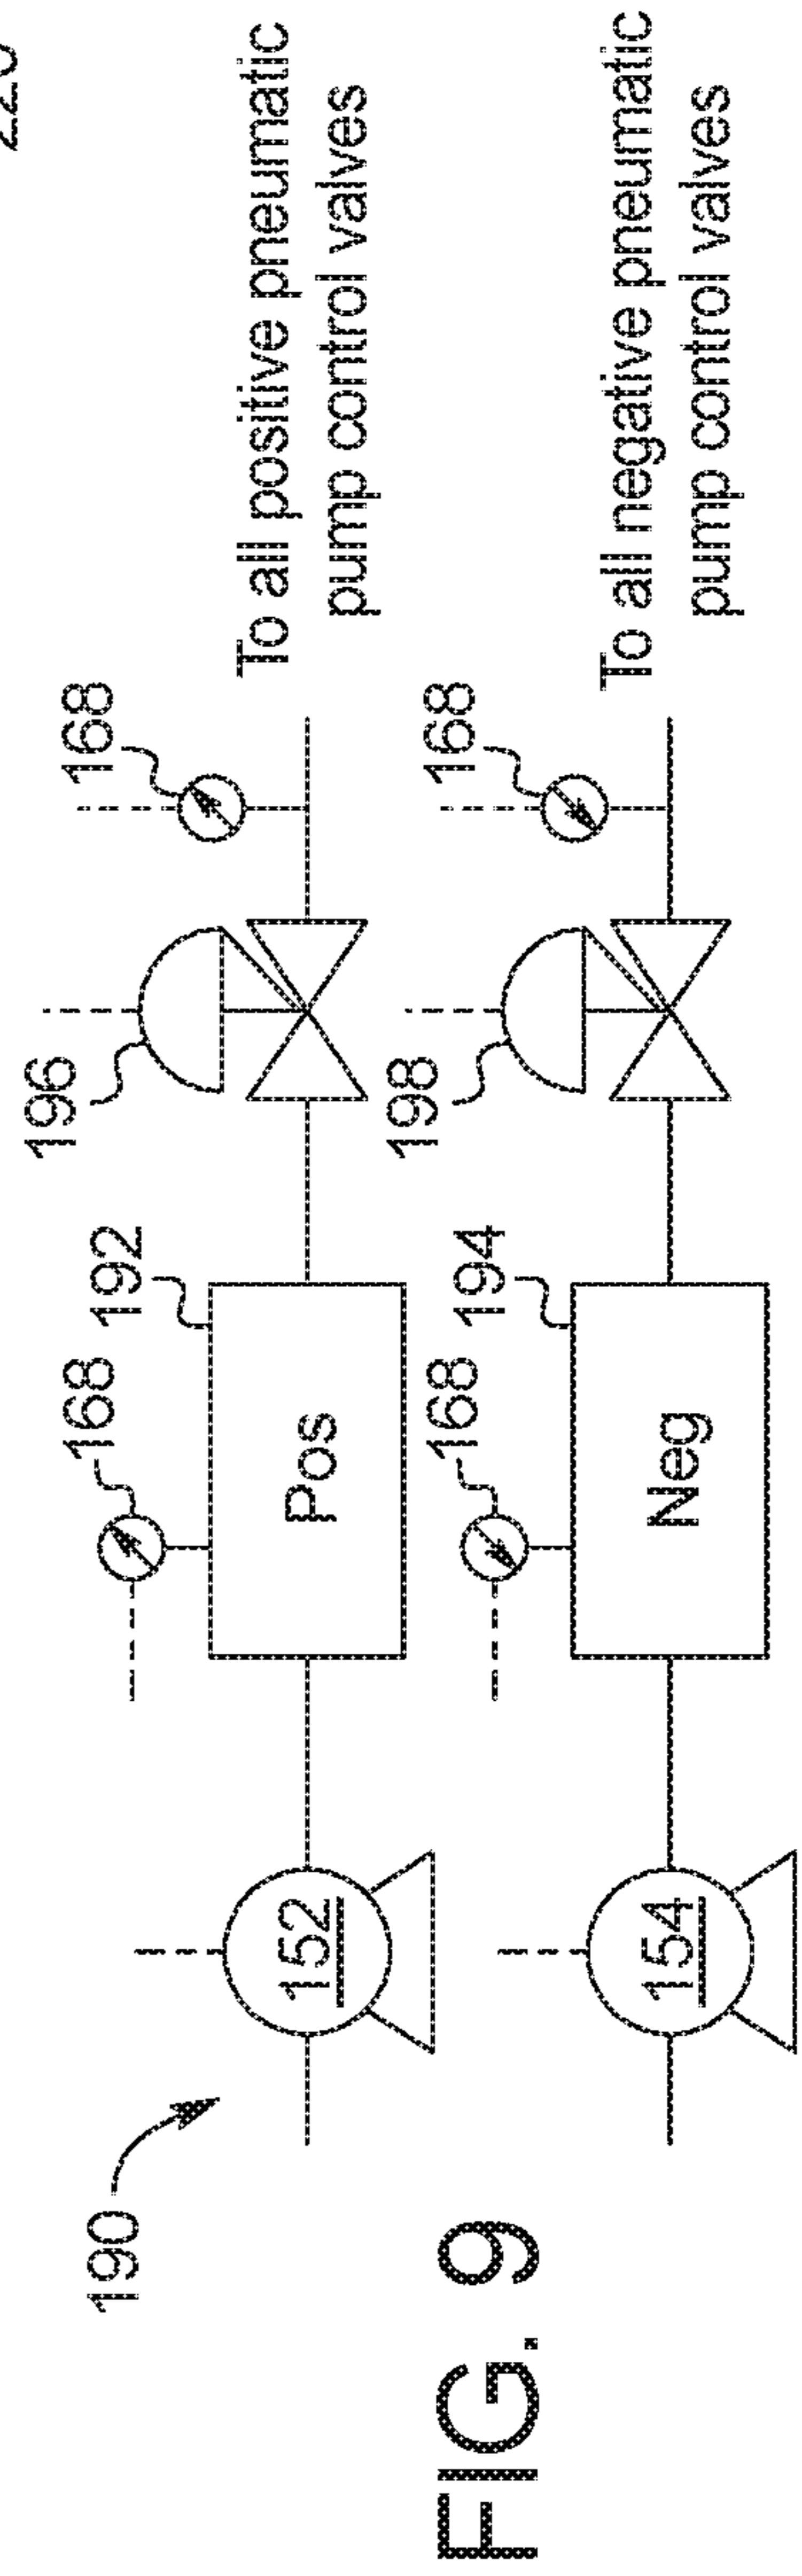 190
152
168
192
Pos
196
168
To all positive pneumatic
pump control valves
154
168
194
Neg
198
168
To all negative pneumatic
pump control valves
FIG. 9